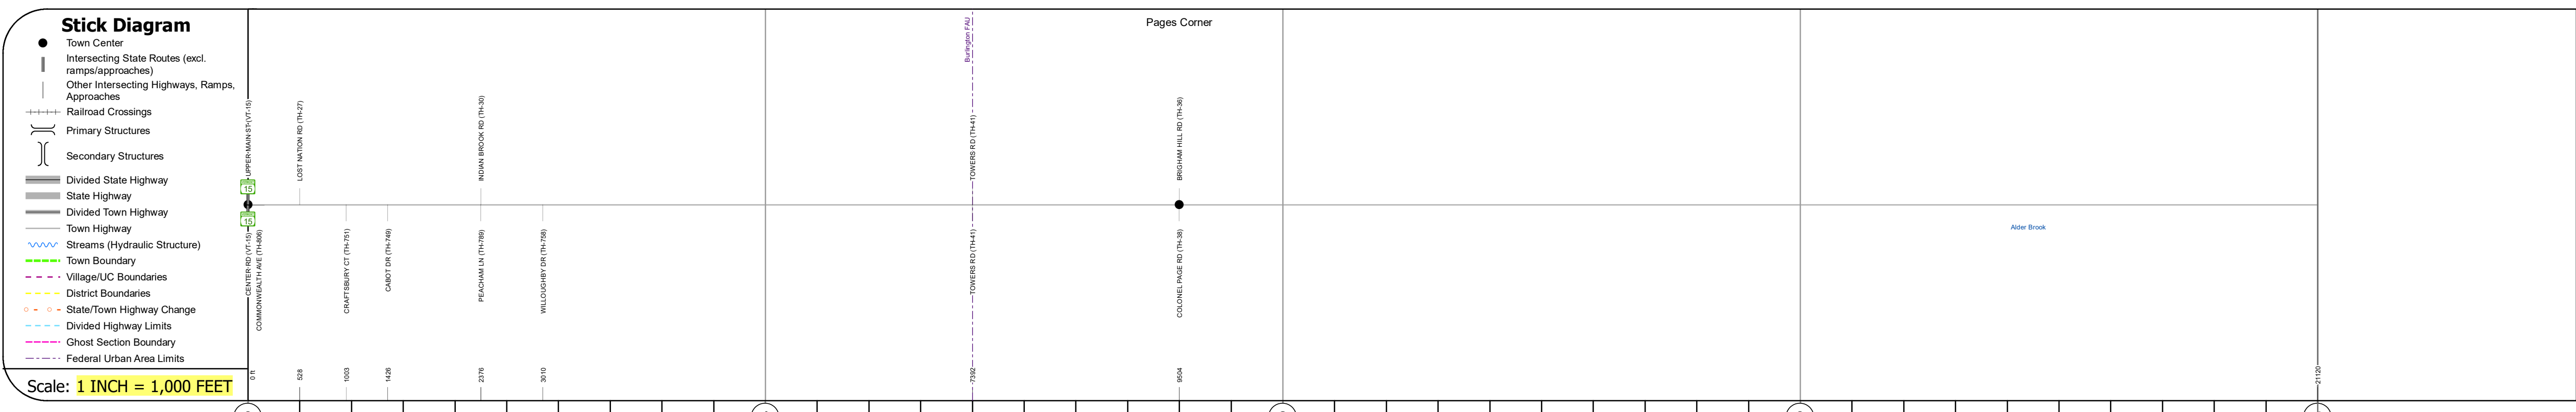 Stick Diagram
Town Center
Intersecting State Routes (excl.
ramps/approaches)
Other Intersecting Highways, Ramps,
Approaches
Railroad Crossings
Primary Structures
Secondary Structures
Divided State Highway
State Highway
Divided Town Highway
Town Highway
Streams (Hydraulic Structure)
Town Boundary
Village/UC Boundaries
District Boundaries
State/Town Highway Change
Divided Highway Limits
Ghost Section Boundary
Federal Urban Area Limits
Scale: 1 INCH = 1,000 FEET
Burlington FAU
Pages Corner
UPPER MAIN ST (VT-15)
LOST NATION RD (TH-27)
INDIAN BROOK RD (TH-30)
TOWERS RD (TH-41)
BRIGHAM HILL RD (TH-36)
15
15
CENTER RD (VT-15)
COMMONWEALTH AVE (TH-806)
CRAFTSBURY CT (TH-751)
CABOT DR (TH-749)
PEACHAM LN (TH-789)
WILLOUGHBY DR (TH-758)
TOWERS RD (TH-41)
COLONEL PAGE RD (TH-38)
Alder Brook
0 ft
528
1003
1426
2376
3010
7392
9504
21120